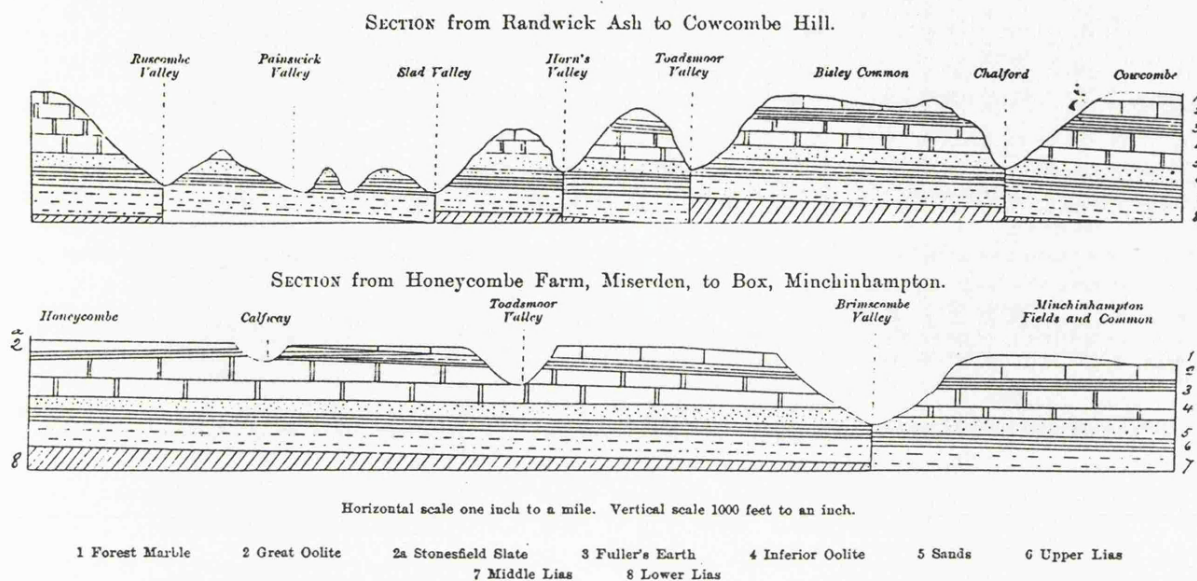 SECTION from Randwick Ash to Cowcombe Hill.
Ruscombe Valley
Painswick Valley
Slad Valley
Horn's Valley
Toadsmoor Valley
Bisley Common
Chalford
Cowcombe
8
SECTION from Honeycombe Farm, Miserden, to Box, Minchinhampton.
Honeycombe
Calfway
Toadsmoor Valley
Brimscombe Valley
Minchinhampton Fields and Common
a
2
8
1
2
3
4
5
6
7
Horizontal scale one inch to a mile. Vertical scale 1000 feet to an inch.
1 Forest Marble 2 Great Oolite 2a Stonesfield Slate 3 Fuller's Earth 4 Inferior Oolite 5 Sands 6 Upper Lias
7 Middle Lias 8 Lower Lias